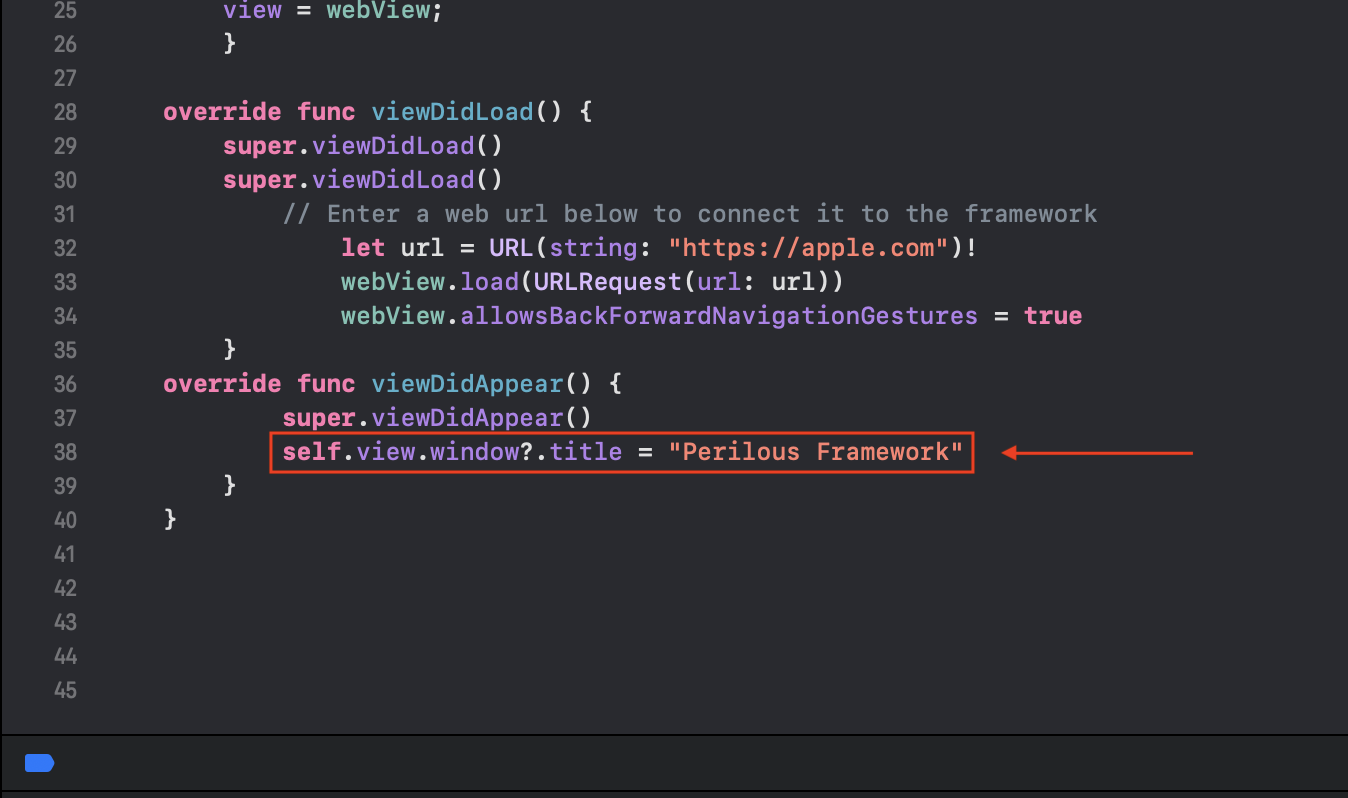 25 view = webView;
26 }
27
28 override func viewDidLoad() {
29 super.viewDidLoad()
30 super.viewDidLoad()
31 // Enter a web url below to connect it to the framework
32 let url = URL(string: "https://apple.com")!
33 webView.load(URLRequest(url: url))
34 webView.allowsBackForwardNavigationGestures = true
35 }
36 override func viewDidAppear() {
37 super.viewDidAppear()
38 self.view.window?.title = "Perilous Framework"
39 }
40 }
41
42
43
44
45